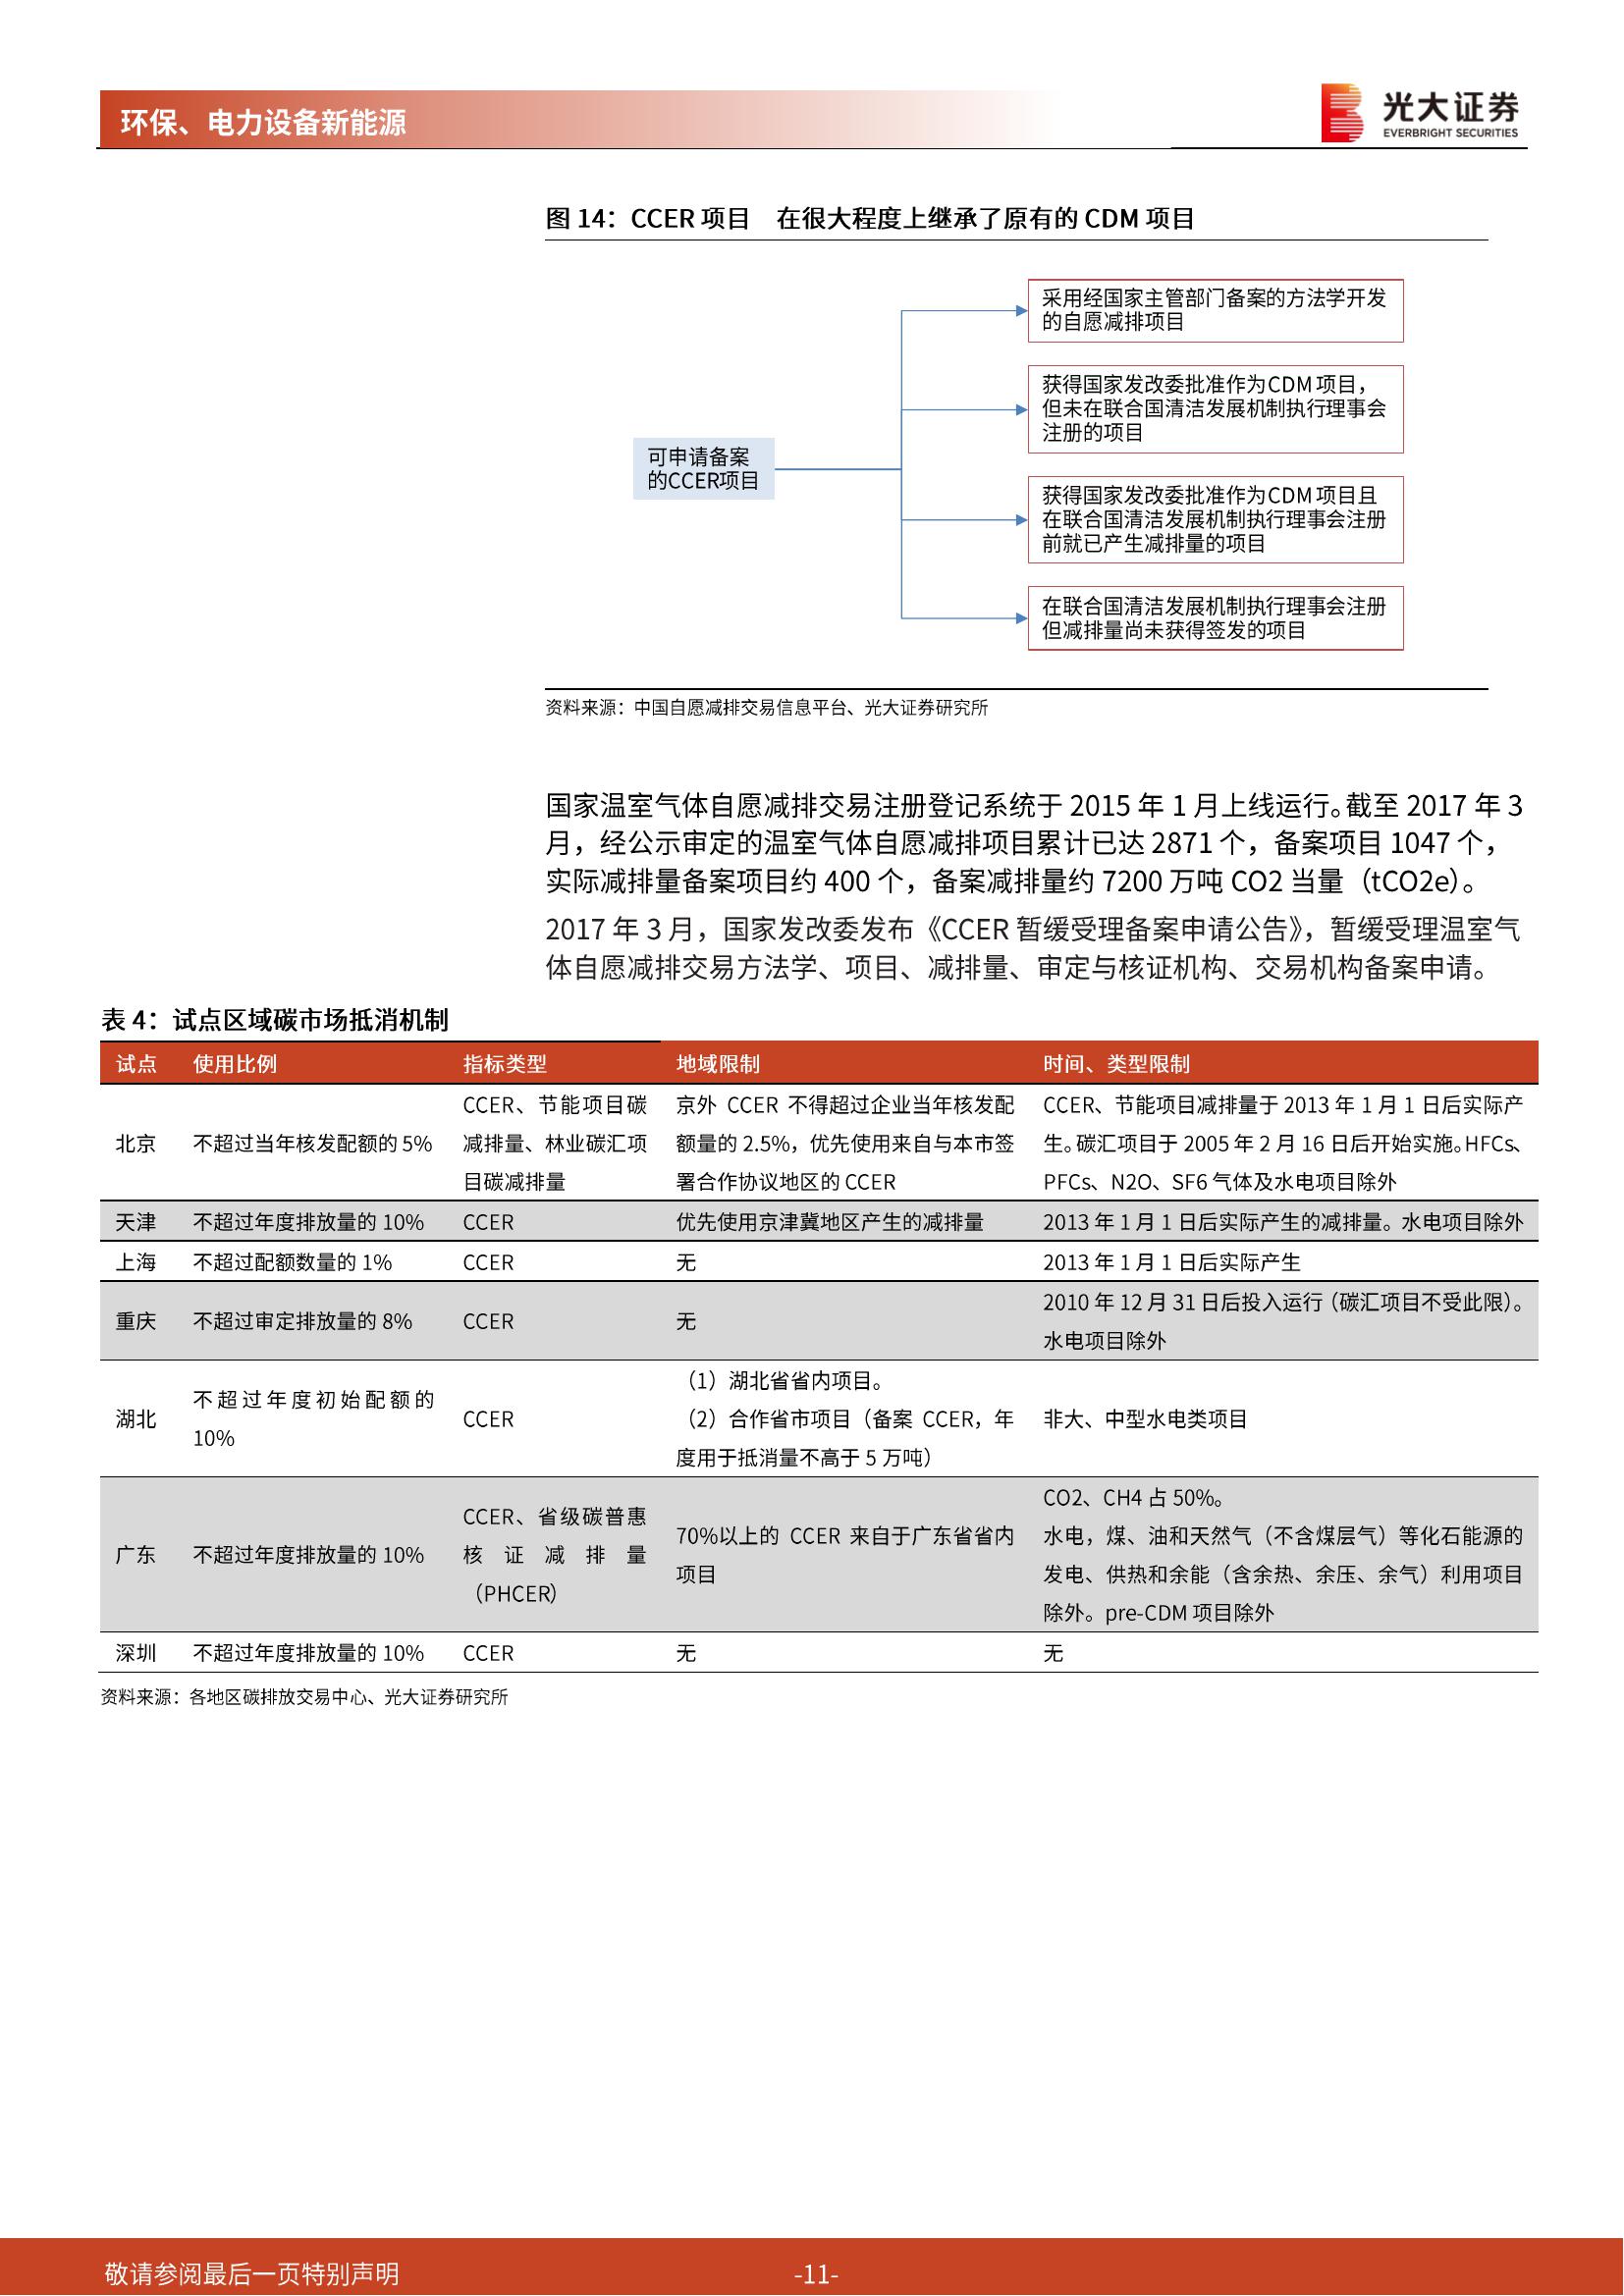 环保、电力设备新能源
光大证券
EVERBRIGHT SECURITIES
图 14：CCER 项目　在很大程度上继承了原有的 CDM 项目
可申请备案
的CCER项目
采用经国家主管部门备案的方法学开发
的自愿减排项目
获得国家发改委批准作为CDM项目，
但未在联合国清洁发展机制执行理事会
注册的项目
获得国家发改委批准作为CDM项目且
在联合国清洁发展机制执行理事会注册
前就已产生减排量的项目
在联合国清洁发展机制执行理事会注册
但减排量尚未获得签发的项目
资料来源：中国自愿减排交易信息平台、光大证券研究所
国家温室气体自愿减排交易注册登记系统于 2015 年 1 月上线运行。截至 2017 年 3
月，经公示审定的温室气体自愿减排项目累计已达 2871 个，备案项目 1047 个，
实际减排量备案项目约 400 个，备案减排量约 7200 万吨 CO2 当量（tCO2e）。
2017 年 3 月，国家发改委发布《CCER 暂缓受理备案申请公告》，暂缓受理温室气
体自愿减排交易方法学、项目、减排量、审定与核证机构、交易机构备案申请。
表 4：试点区域碳市场抵消机制
试点 使用比例 指标类型 地域限制 时间、类型限制
北京 不超过当年核发配额的 5%
CCER、节能项目碳
减排量、林业碳汇项
目碳减排量
京外 CCER 不得超过企业当年核发配
额量的 2.5%，优先使用来自与本市签
署合作协议地区的 CCER
CCER、节能项目减排量于 2013 年 1 月 1 日后实际产
生。碳汇项目于 2005 年 2 月 16 日后开始实施。HFCs、
PFCs、N2O、SF6 气体及水电项目除外
天津 不超过年度排放量的 10% CCER 优先使用京津冀地区产生的减排量 2013 年 1 月 1 日后实际产生的减排量。水电项目除外
上海 不超过配额数量的 1% CCER 无 2013 年 1 月 1 日后实际产生
重庆 不超过审定排放量的 8% CCER 无
2010 年 12 月 31 日后投入运行（碳汇项目不受此限）。
水电项目除外
湖北
不超过年度初始配额的
10%
CCER
（1）湖北省省内项目。
（2）合作省市项目（备案 CCER，年
度用于抵消量不高于 5 万吨）
非大、中型水电类项目
广东 不超过年度排放量的 10%
CCER、省级碳普惠
核证减排量
（PHCER）
70%以上的 CCER 来自于广东省省内
项目
CO2、CH4 占 50%。
水电，煤、油和天然气（不含煤层气）等化石能源的
发电、供热和余能（含余热、余压、余气）利用项目
除外。pre-CDM 项目除外
深圳 不超过年度排放量的 10% CCER 无 无
资料来源：各地区碳排放交易中心、光大证券研究所
敬请参阅最后一页特别声明 -11-